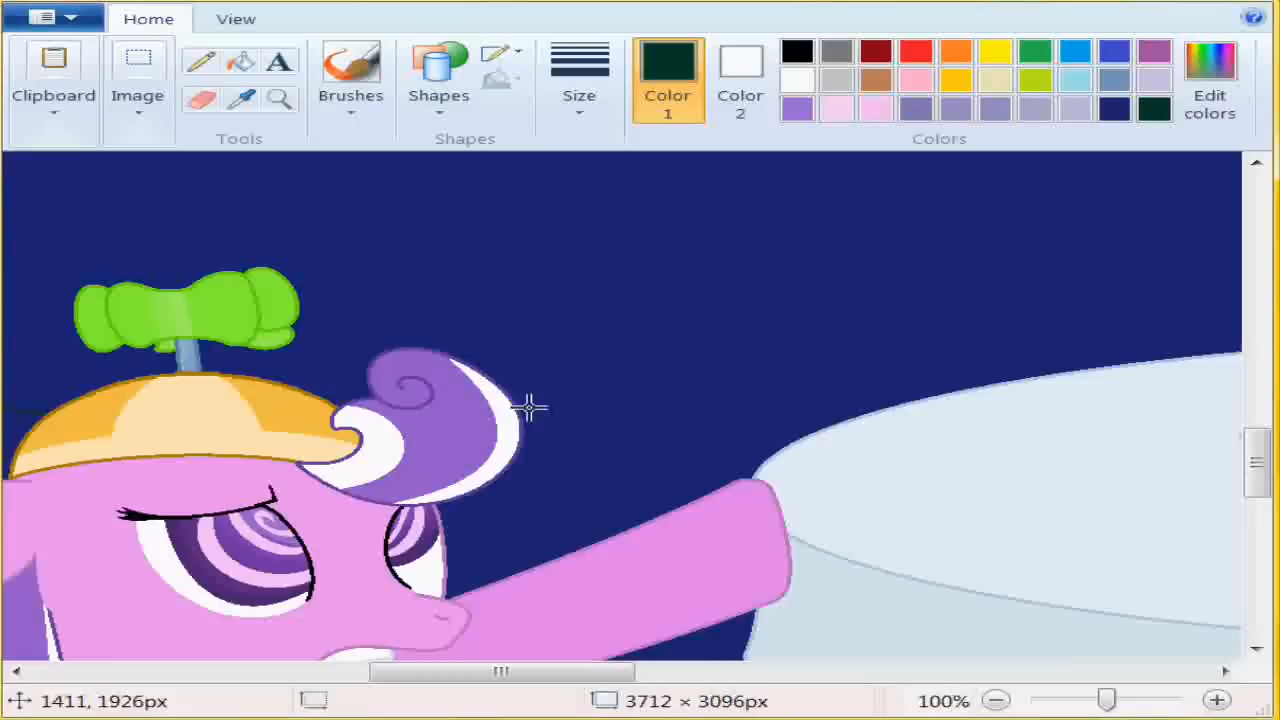 Home View
Clipboard
Image
Tools
Brushes
Shapes
Shapes
Size
Color 1
Color 2
Edit colors
Colors
1411, 1926px
3712 × 3096px
100%